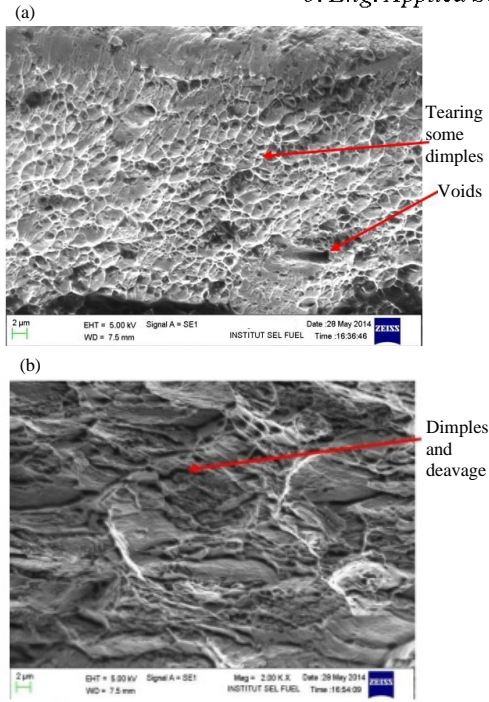 (a)
Tearing
some
dimples
Voids
2 µm
EHT = 5.00 kV Signal A = SE1 Date :28 May 2014 ZEISS
WD = 7.5 mm INSTITUT SEL FUEL Time :16:36:46
(b)
Dimples
and
deavage
2 µm
EHT = 5.00 kV Signal A = SE1 Mag = 2.00 K X Date :28 May 2014 ZEISS
WD = 7.5 mm INSTITUT SEL FUEL Time :16:54:09